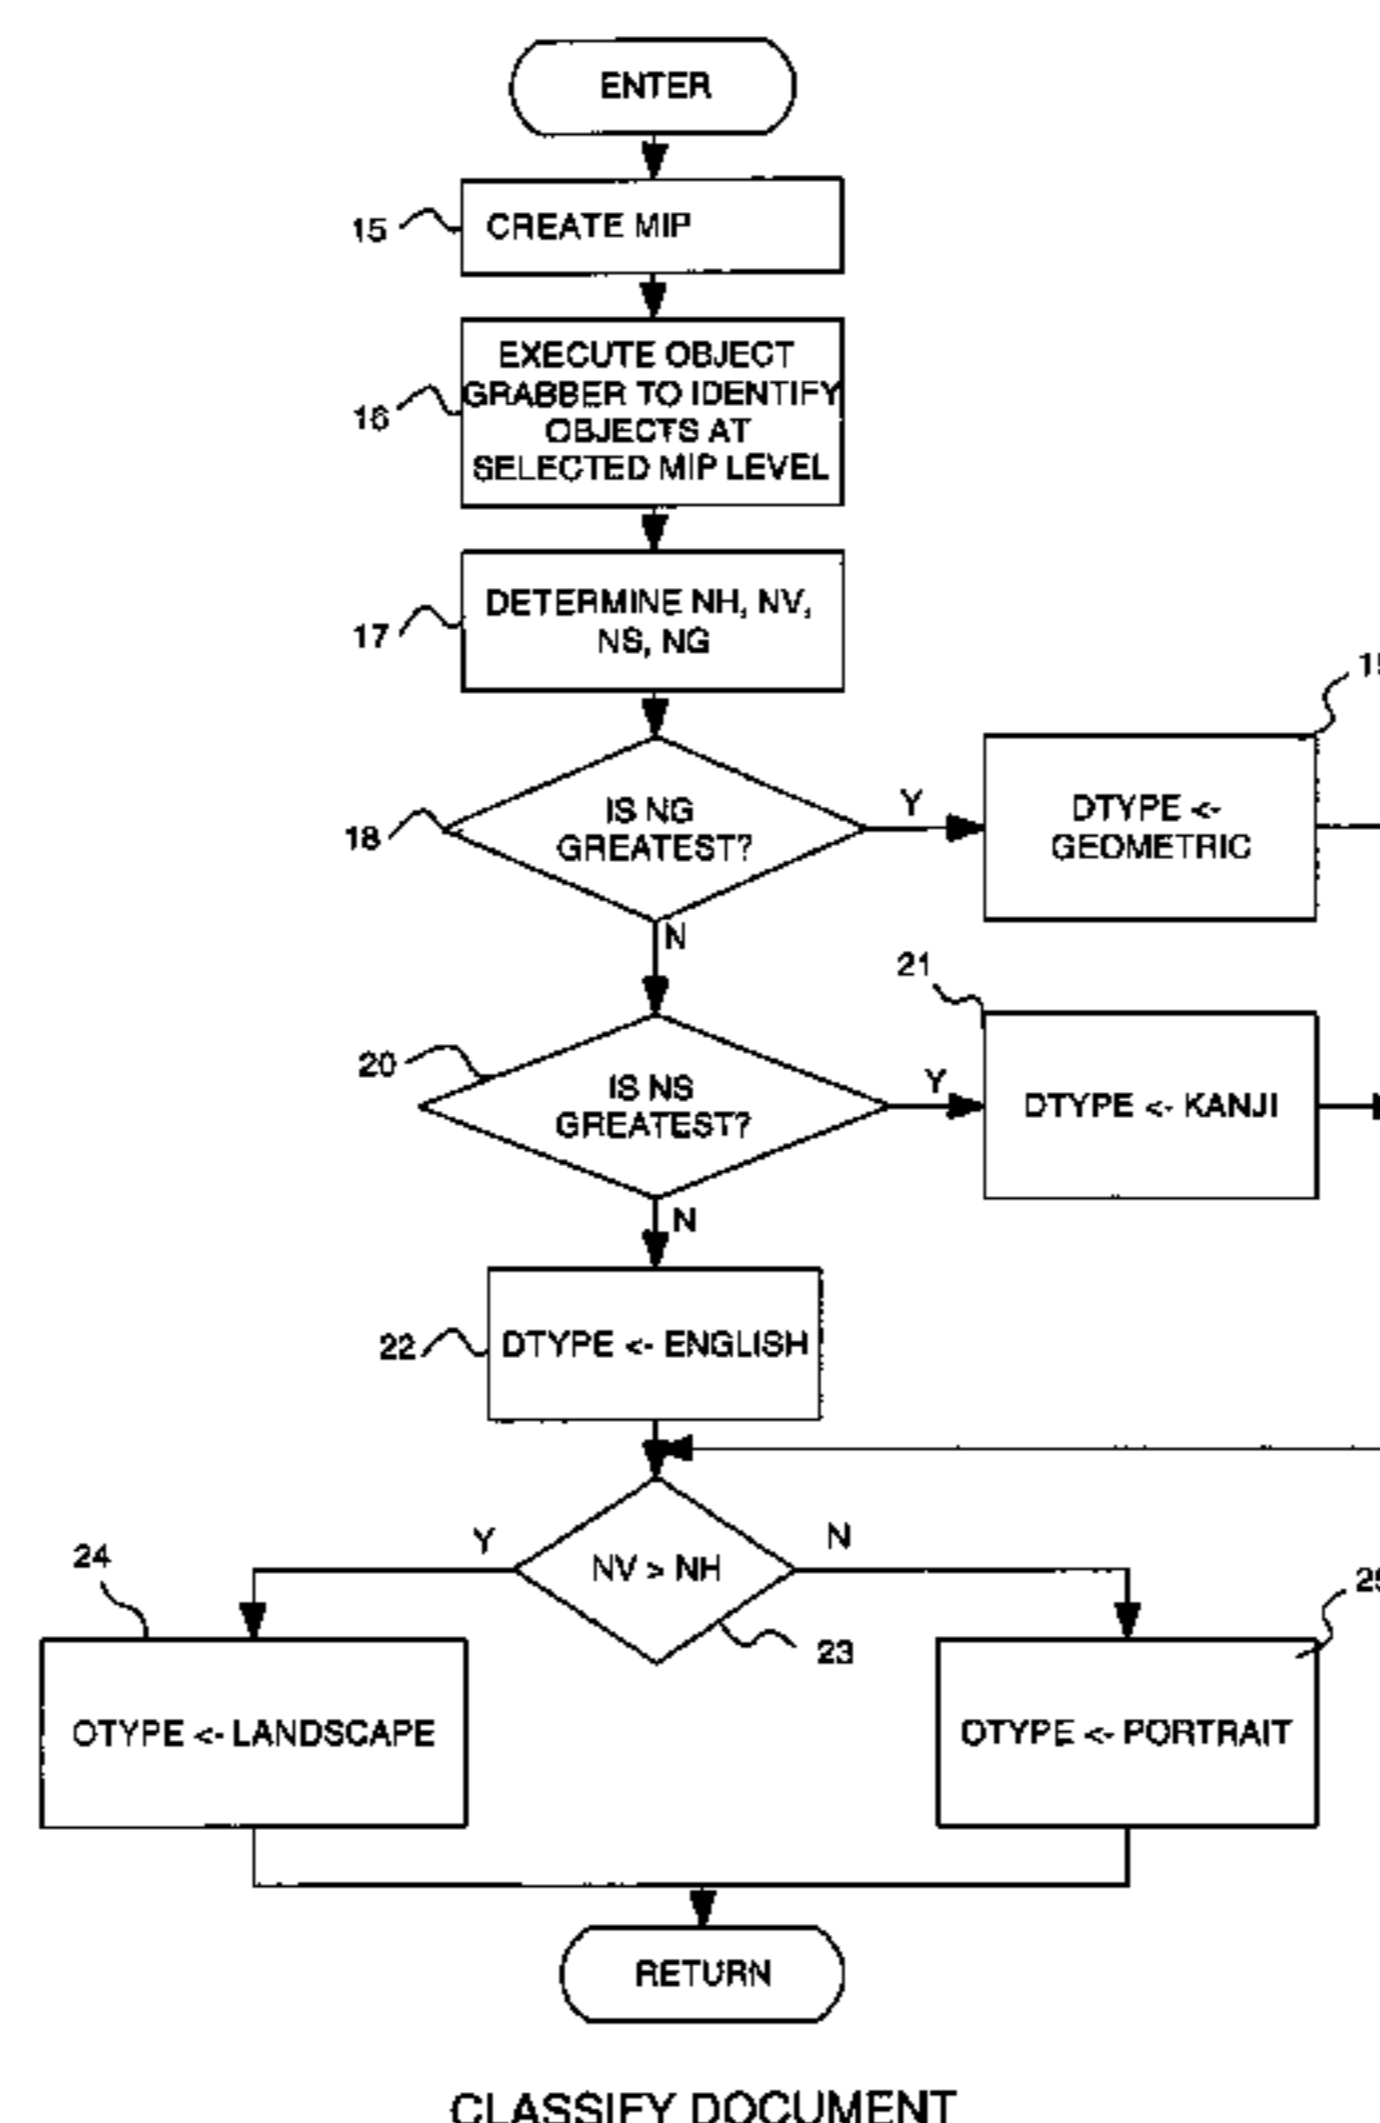 ENTER
15
CREATE MIP
16
EXECUTE OBJECT
GRABBER TO IDENTIFY
OBJECTS AT
SELECTED MIP LEVEL
17
DETERMINE NH, NV,
NS, NG
18
IS NG
GREATEST?
Y
DTYPE <-
GEOMETRIC
N
20
IS NS
GREATEST?
Y
21
DTYPE <- KANJI
N
22
DTYPE <- ENGLISH
Y
NV > NH
N
23
24
OTYPE <- LANDSCAPE
OTYPE <- PORTRAIT
RETURN
CLASSIFY DOCUMENT